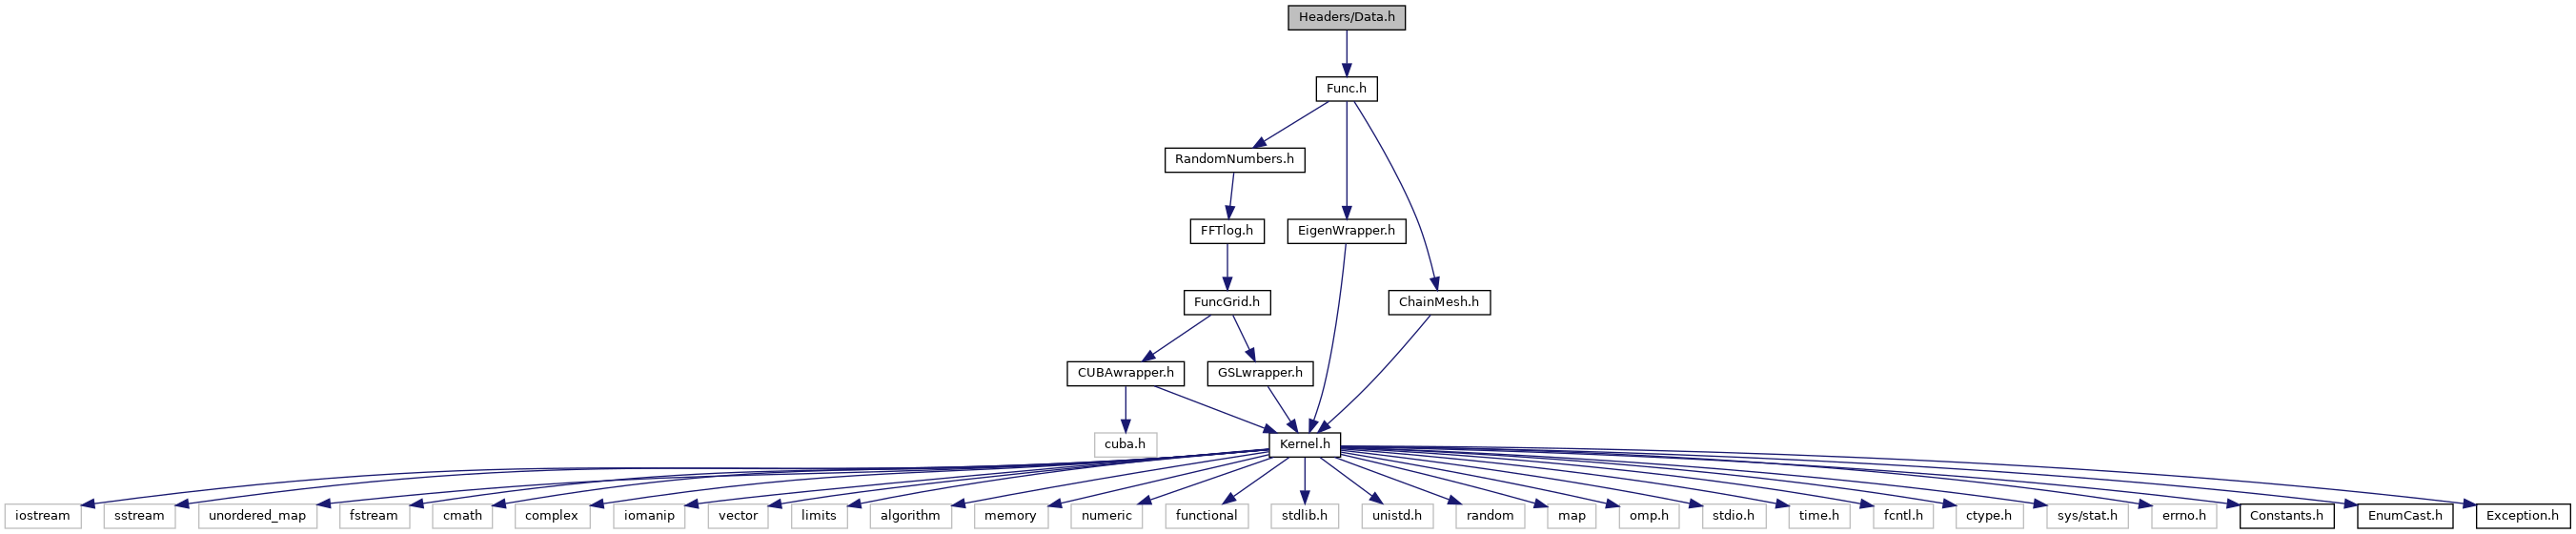 Headers/Data.h
Func.h
RandomNumbers.h
FFTlog.h
EigenWrapper.h
FuncGrid.h
ChainMesh.h
CUBAwrapper.h
GSLwrapper.h
cuba.h
Kernel.h
iostream
sstream
unordered_map
fstream
cmath
complex
iomanip
vector
limits
algorithm
memory
numeric
functional
stdlib.h
unistd.h
random
map
omp.h
stdio.h
time.h
fcntl.h
ctype.h
sys/stat.h
errno.h
Constants.h
EnumCast.h
Exception.h